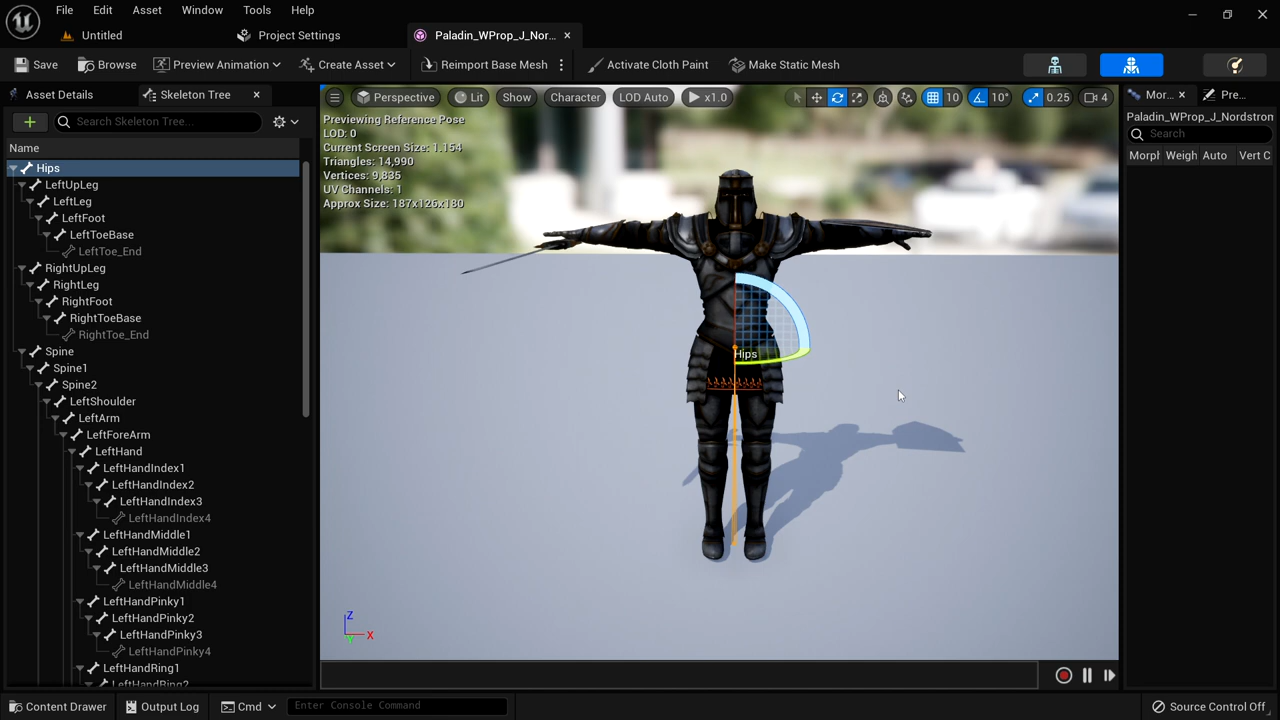 File Edit Asset Window Tools Help
Untitled Project Settings Paladin_WProp_J_Nor...
Save Browse Preview Animation Create Asset Reimport Base Mesh Activate Cloth Paint Make Static Mesh
Asset Details Skeleton Tree
Search Skeleton Tree...
Name
Hips
LeftUpLeg
LeftLeg
LeftFoot
LeftToeBase
LeftToe_End
RightUpLeg
RightLeg
RightFoot
RightToeBase
RightToe_End
Spine
Spine1
Spine2
LeftShoulder
LeftArm
LeftForeArm
LeftHand
LeftHandIndex1
LeftHandIndex2
LeftHandIndex3
LeftHandIndex4
LeftHandMiddle1
LeftHandMiddle2
LeftHandMiddle3
LeftHandMiddle4
LeftHandPinky1
LeftHandPinky2
LeftHandPinky3
LeftHandPinky4
LeftHandRing1
LeftHandRing2
Perspective Lit Show Character LOD Auto x1.0 10 10° 0.25 4
Previewing Reference Pose
LOD: 0
Current Screen Size: 1.154
Triangles: 14,990
Vertices: 9,835
UV Channels: 1
Approx Size: 187x126x180
Hips
Z
X
Y
Mor... Pre...
Paladin_WProp_J_Nordstron
Search
Morpl Weigh Auto Vert C
Content Drawer Output Log Cmd Enter Console Command Source Control Off